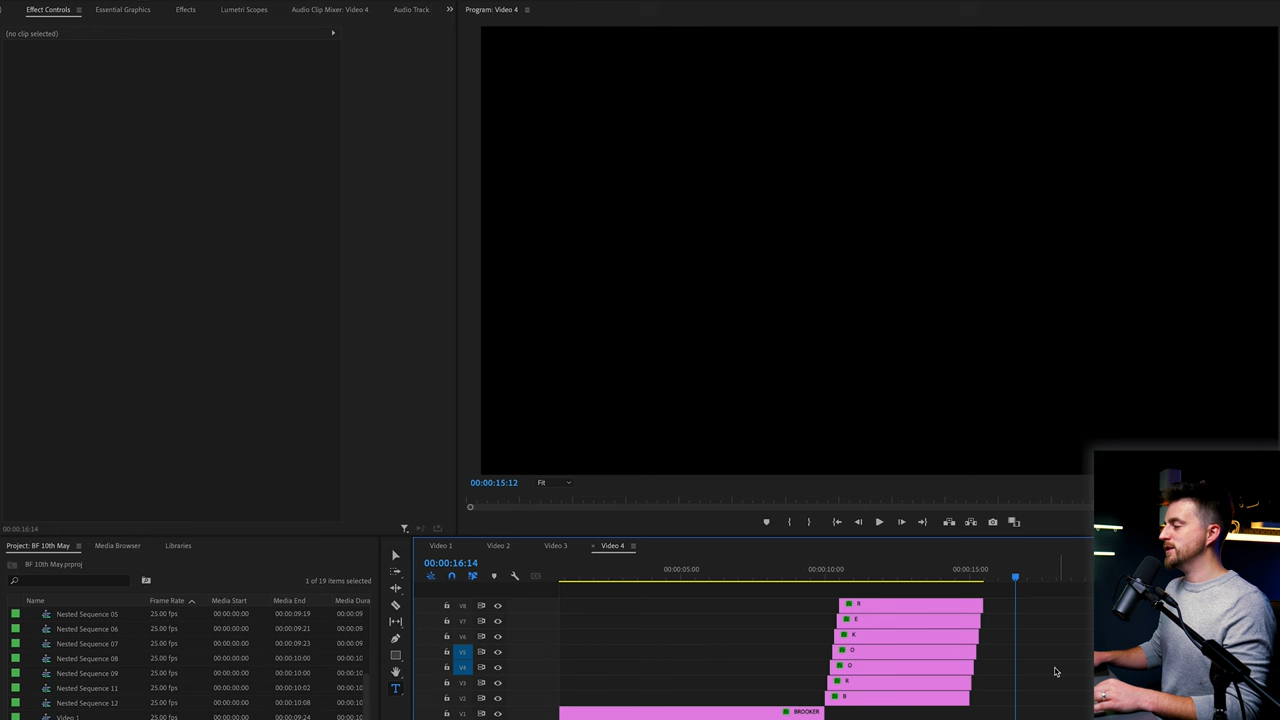 Effect Controls Essential Graphics Effects Lumetri Scopes Audio Clip Mixer: Video 4 Audio Track
Program: Video 4
(no clip selected)
00:00:15:12 Fit
00:00:16:14
Project: BF 10th May Media Browser Libraries
Video 1 Video 2 Video 3 × Video 4
BF 10th May.prproj
00:00:16:14
1 of 19 items selected
00:00:05:00 00:00:10:00 00:00:15:00
Name Frame Rate Media Start Media End Media Dura
Nested Sequence 05 25.00 fps 00:00:00:00 00:00:09:19 00:00:09
Nested Sequence 06 25.00 fps 00:00:00:00 00:00:09:21 00:00:09
Nested Sequence 07 25.00 fps 00:00:00:00 00:00:09:23 00:00:09
Nested Sequence 08 25.00 fps 00:00:00:00 00:00:10:00 00:00:10
Nested Sequence 09 25.00 fps 00:00:00:00 00:00:10:01 00:00:10
Nested Sequence 11 25.00 fps 00:00:00:00 00:00:10:02 00:00:10
Nested Sequence 12 25.00 fps 00:00:00:00 00:00:10:08 00:00:10
Video 1 25.00 fps 00:00:00:00 00:00:09:24 00:00:09
V8 R
V7 E
V6 K
V5 O
V4 O
V3 R
V2 B
V1 BROOKER